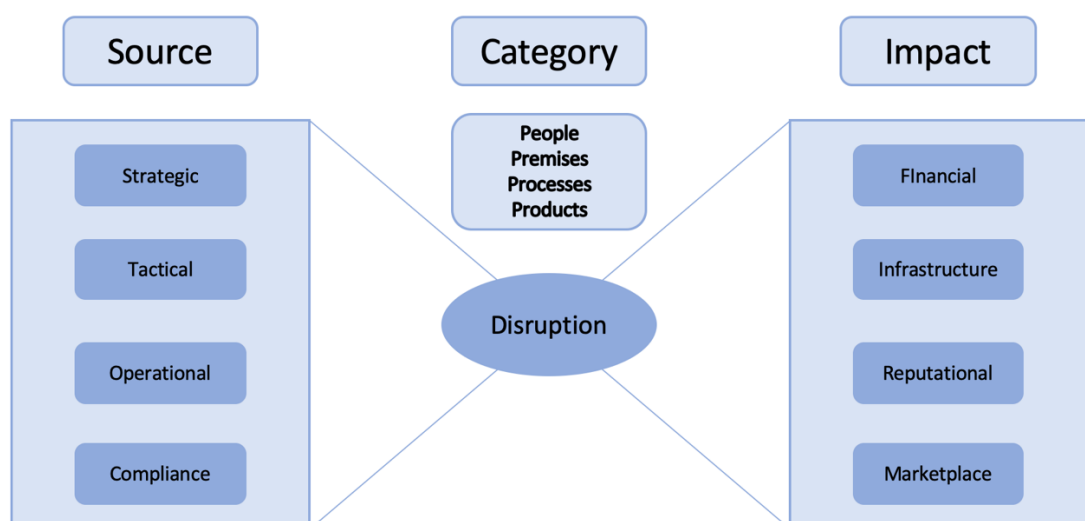 Source
Category
Impact
People
Premises
Processes
Products
Strategic
Tactical
Operational
Compliance
Disruption
FInancial
Infrastructure
Reputational
Marketplace